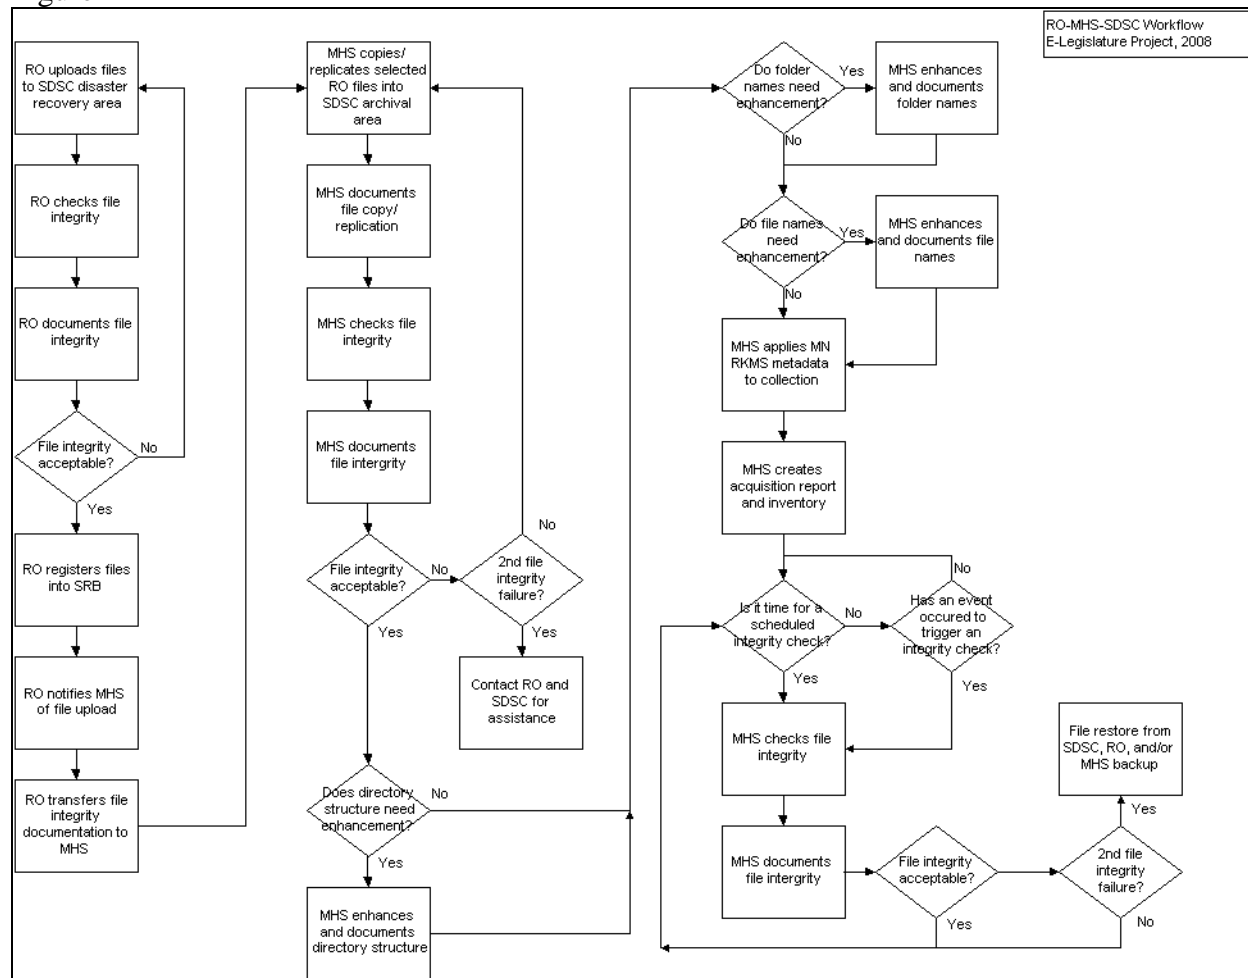 RO-MHS-SDSC Workflow
E-Legislature Project, 2008
RO uploads files
to SDSC disaster
recovery area
RO checks file
integrity
RO documents file
integrity
File integrity
acceptable?
No
Yes
RO registers files
into SRB
RO notifies MHS
of file upload
RO transfers file
integrity
documentation to
MHS
MHS copies/
replicates selected
RO files into
SDSC archival
area
MHS documents
file copy/
replication
MHS checks file
integrity
MHS documents
file intergrity
File integrity
acceptable?
No
Yes
2nd file
integrity
failure?
No
Yes
Contact RO and
SDSC for
assistance
Does directory
structure need
enhancement?
No
Yes
MHS enhances
and documents
directory structure
Do folder
names need
enhancement?
Yes
No
MHS enhances
and documents
folder names
Do file names
need
enhancement?
Yes
No
MHS enhances
and documents file
names
MHS applies MN
RKMS metadata
to collection
MHS creates
acquisition report
and inventory
Is it time for a
scheduled
integrity check?
No
Yes
Has an event
occured to
trigger an
integrity check?
No
Yes
MHS checks file
integrity
MHS documents
file intergrity
File integrity
acceptable?
Yes
2nd file
integrity
failure?
Yes
No
File restore from
SDSC, RO, and/or
MHS backup